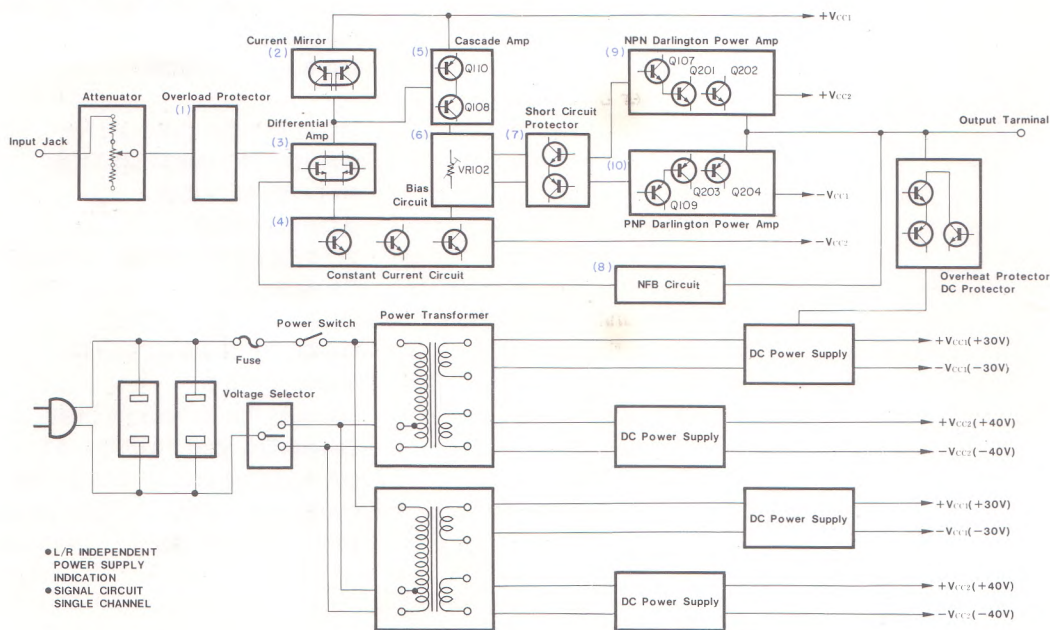 +Vcc1
Current Mirror
(2)
(5)
Cascade Amp
Q110
Q108
NPN Darlington Power Amp
(9)
Q107
Q201
Q202
+Vcc2
Attenuator
Overload Protector
(1)
Input Jack
Differential
Amp
(3)
(6)
VR102
Bias
Circuit
Short Circuit
Protector
(7)
Output Tarminal
(10)
Q203
Q204
Q109
PNP Darlington Power Amp
-Vcc1
(4)
Constant Current Circuit
-Vcc2
(8)
NFB Circuit
Overheat Protector
DC Protector
Power Switch
Fuse
Voltage Selector
Power Transformer
DC Power Supply
+Vcc1(+30V)
-Vcc1(-30V)
DC Power Supply
+Vcc2(+40V)
-Vcc2(-40V)
DC Power Supply
+Vcc1(+30V)
-Vcc1(-30V)
DC Power Supply
+Vcc2(+40V)
-Vcc2(-40V)
●L/R INDEPENDENT
POWER SUPPLY
INDICATION
●SIGNAL CIRCUIT
SINGLE CHANNEL